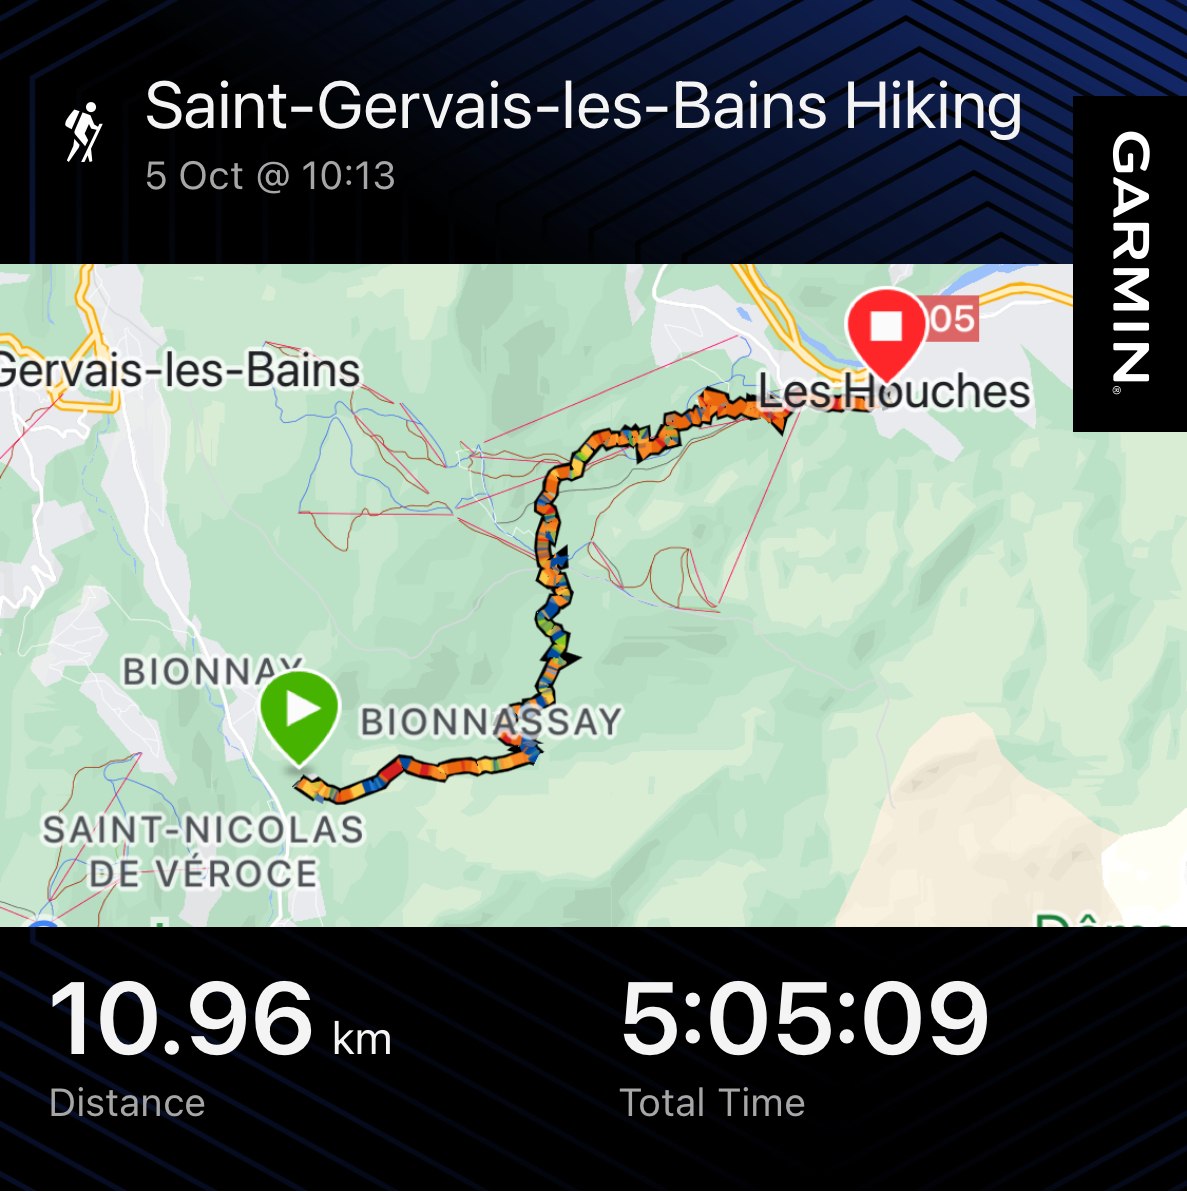 Saint-Gervais-les-Bains Hiking
5 Oct @ 10:13
GARMIN®
05
Gervais-les-Bains
Les Houches
BIONNAY
BIONNASSAY
SAINT-NICOLAS
DE VÉROCE
10.96 km
5:05:09
Distance
Total Time